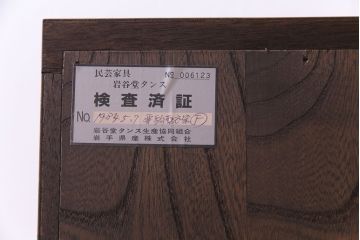 民芸家具 No 006123
岩谷堂タンス
検査済証
No. 1984.5.7
岩谷堂タンス生産協同組合
岩手県産株式会社